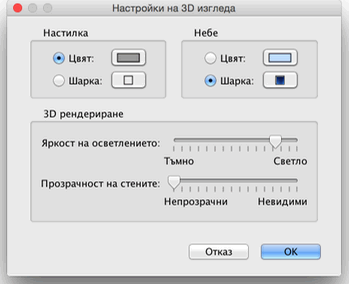 Настройки на 3D изгледа
Настилка
Небе
Цвят:
Цвят:
Шарка:
Шарка:
3D рендериране
Яркост на осветлението:
Тъмно
Светло
Прозрачност на стените:
Непрозрачни
Невидими
Отказ
OK